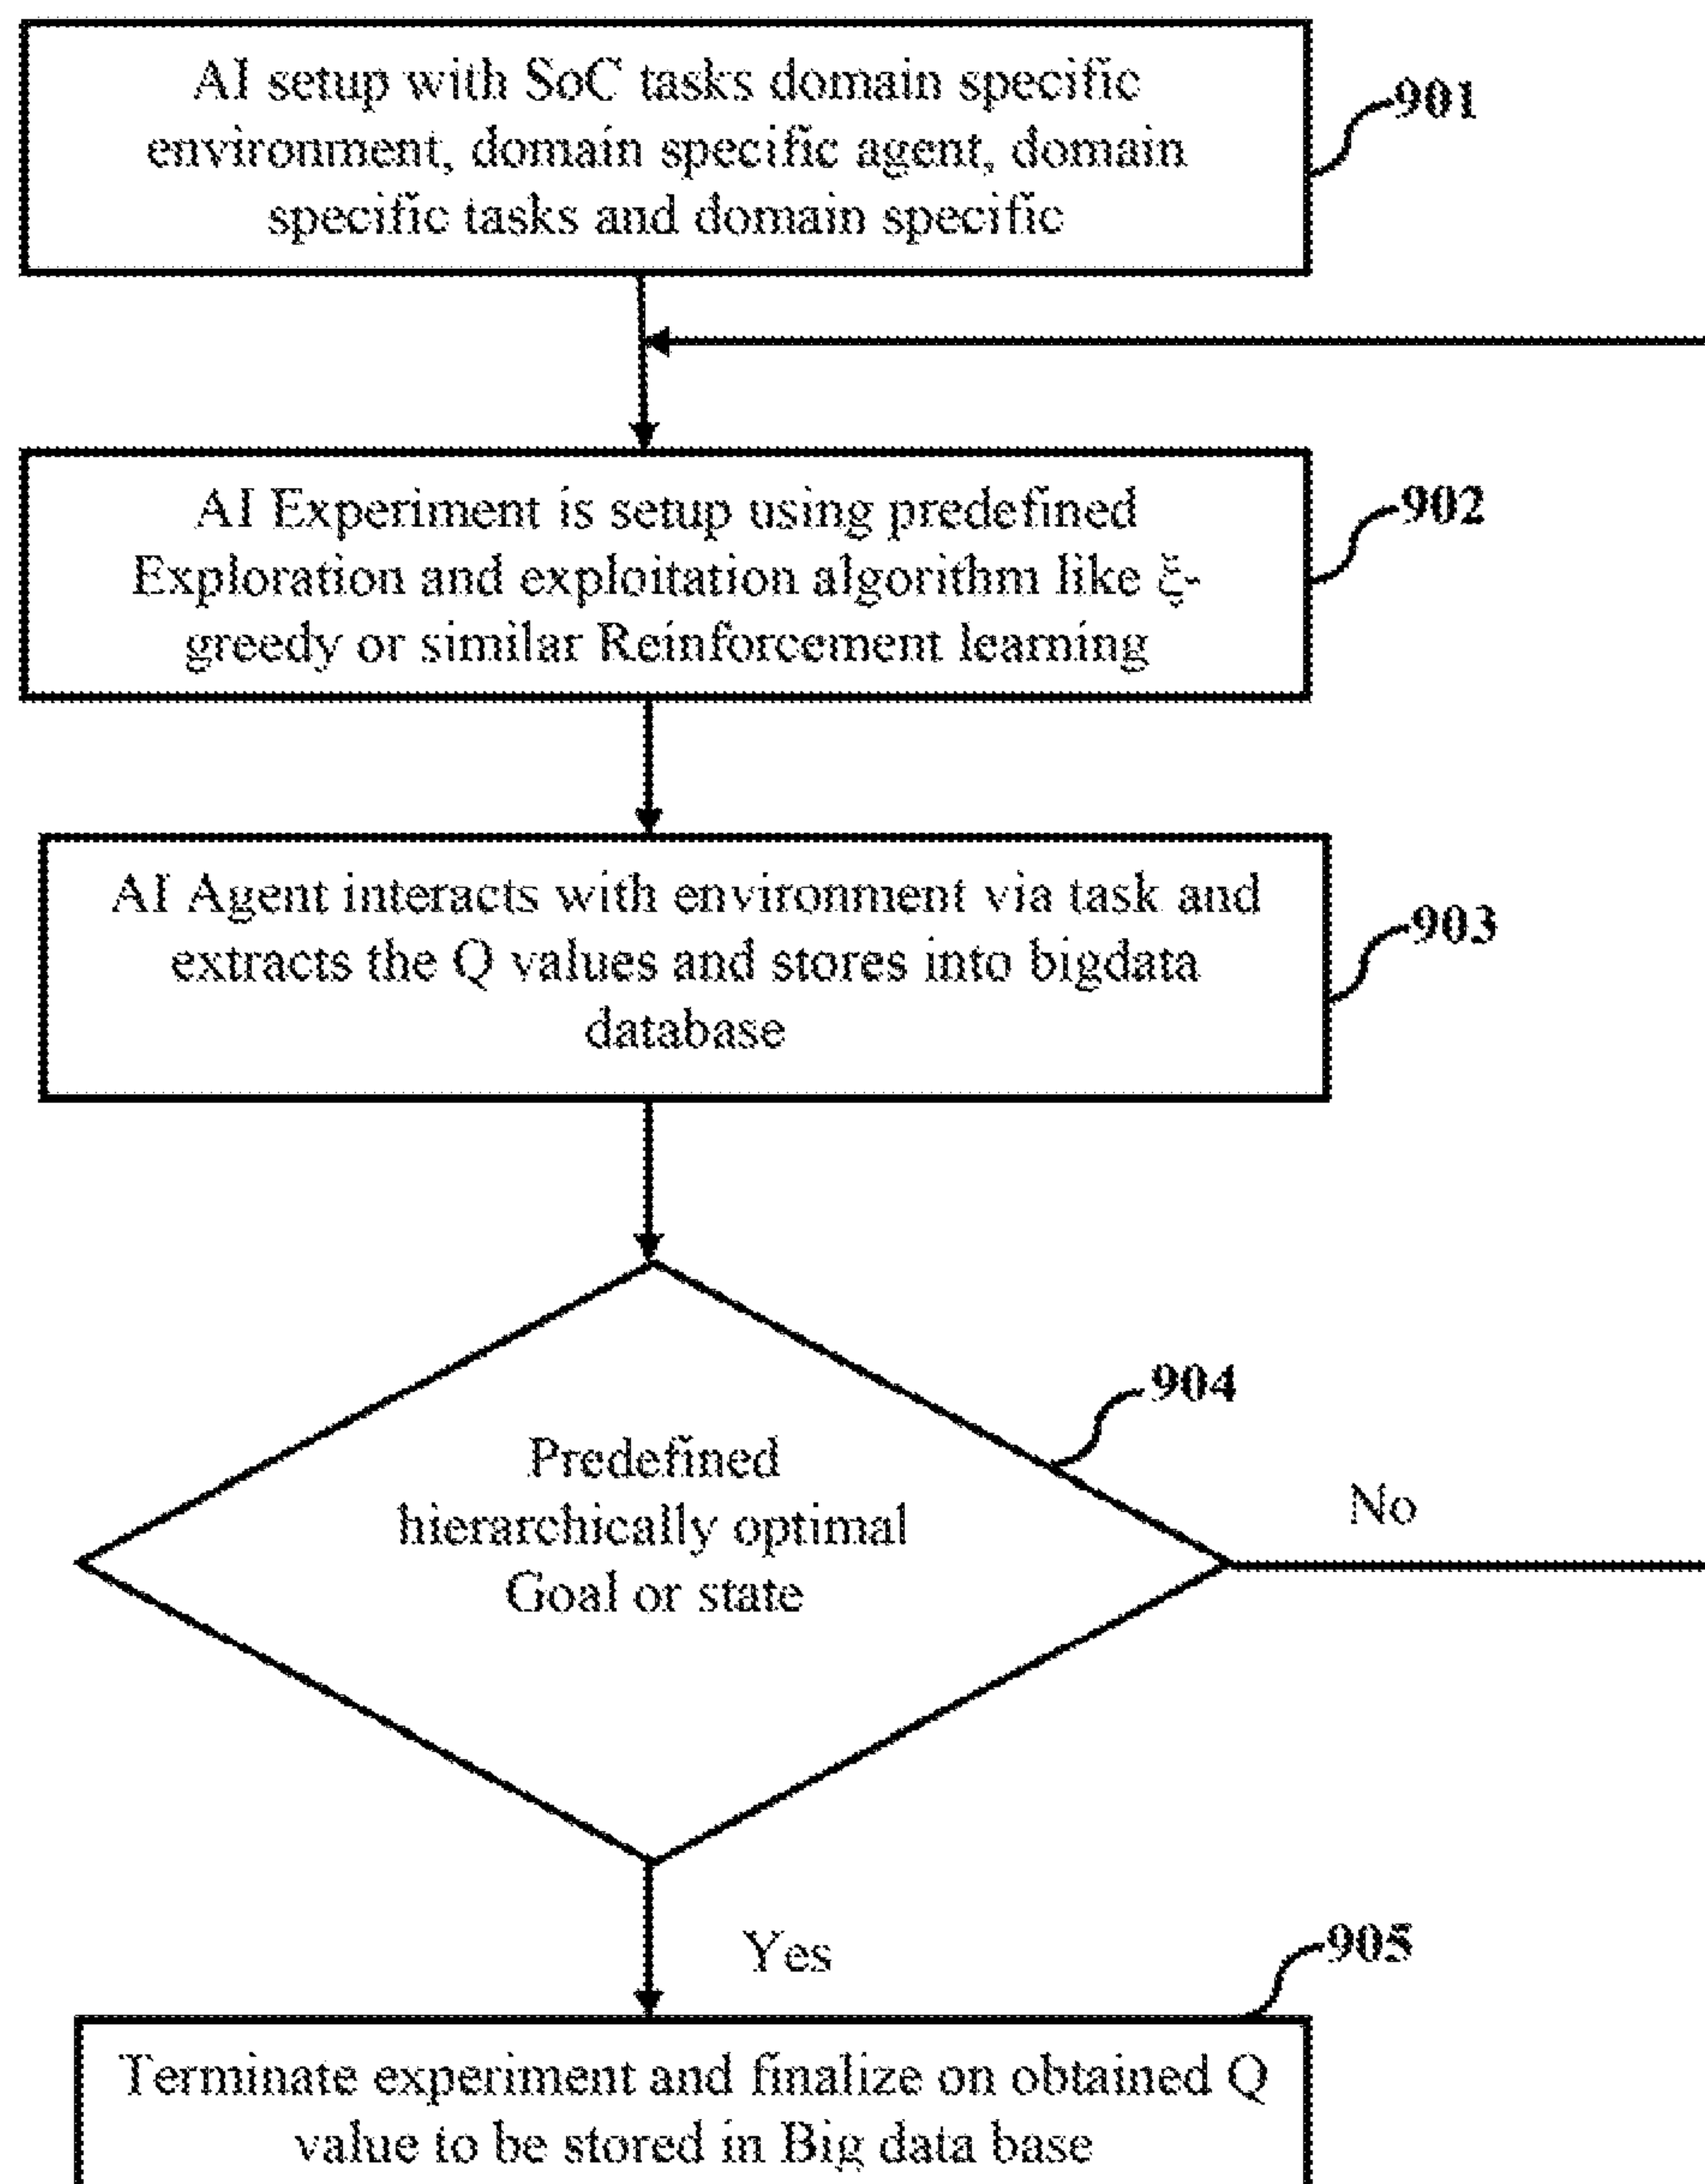 AI setup with SoC tasks domain specific
environment, domain specific agent, domain
specific tasks and domain specific
901
AI Experiment is setup using predefined
Exploration and exploitation algorithm like ξ-
greedy or similar Reinforcement learning
902
AI Agent interacts with environment via task and
extracts the Q values and stores into bigdata
database
903
904
Predefined
hierarchically optimal
Goal or state
No
Yes
905
Terminate experiment and finalize on obtained Q
value to be stored in Big data base